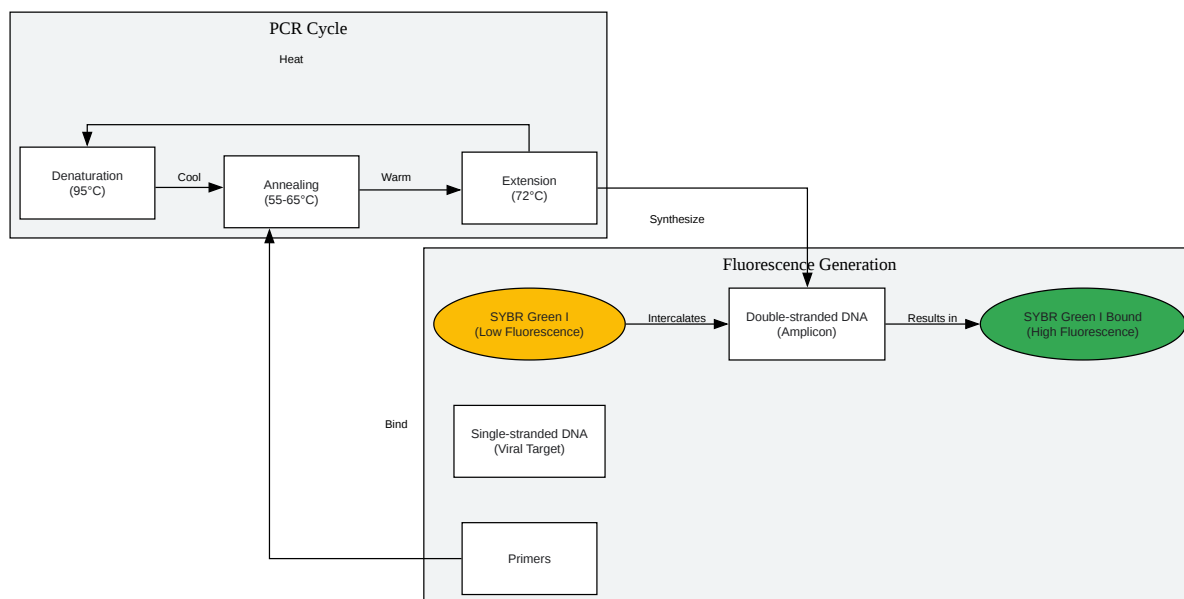 PCR Cycle
Heat
Denaturation
(95°C)
Cool
Annealing
(55-65°C)
Warm
Extension
(72°C)
Synthesize
Fluorescence Generation
SYBR Green I
(Low Fluorescence)
Intercalates
Double-stranded DNA
(Amplicon)
Results in
SYBR Green I Bound
(High Fluorescence)
Bind
Single-stranded DNA
(Viral Target)
Primers